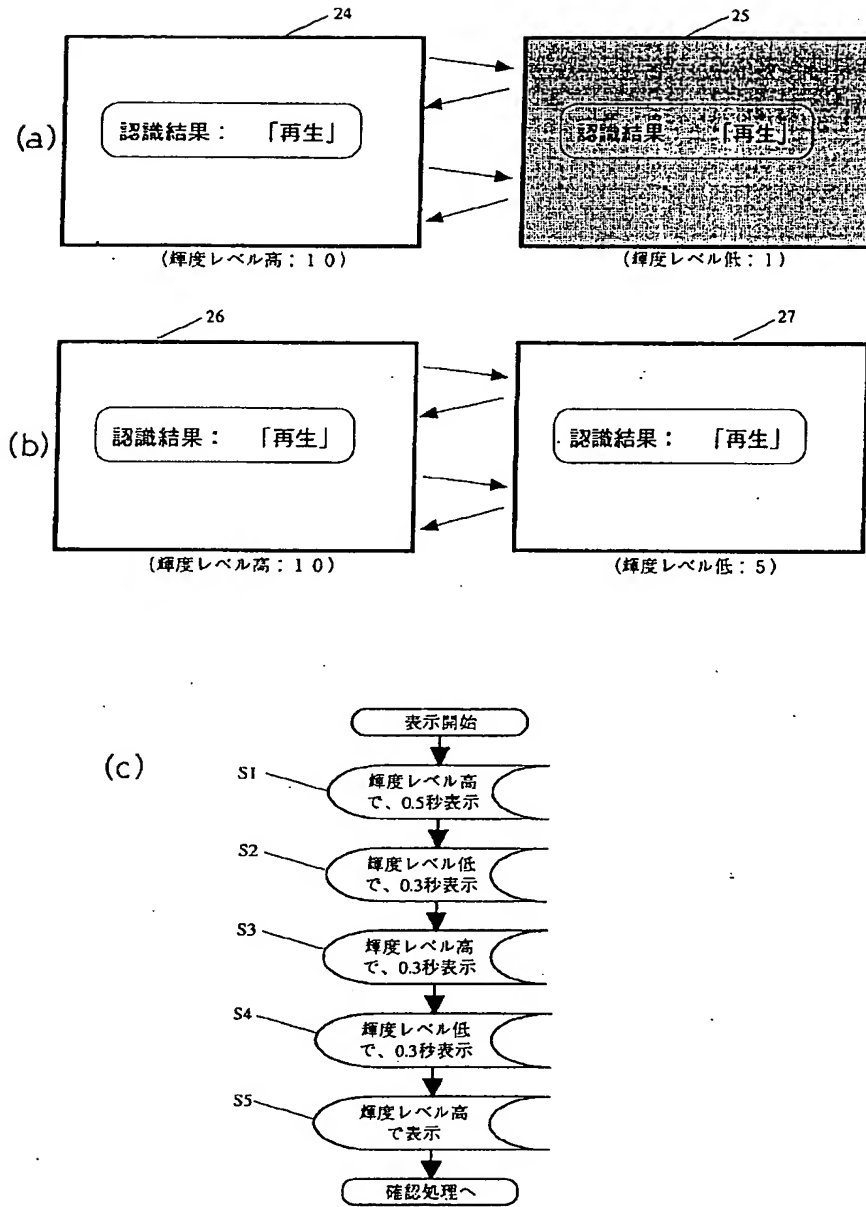 24
25
(a)
認識結果： 「再生」
認識結果 「再生」
(輝度レベル高：10)
(輝度レベル低：1)
26
27
(b)
認識結果： 「再生」
認識結果： 「再生」
(輝度レベル高：10)
(輝度レベル低：5)
(c)
表示開始
S1
輝度レベル高
で、0.5秒表示
S2
輝度レベル低
で、0.3秒表示
S3
輝度レベル高
で、0.3秒表示
S4
輝度レベル低
で、0.3秒表示
S5
輝度レベル高
で表示
確認処理へ